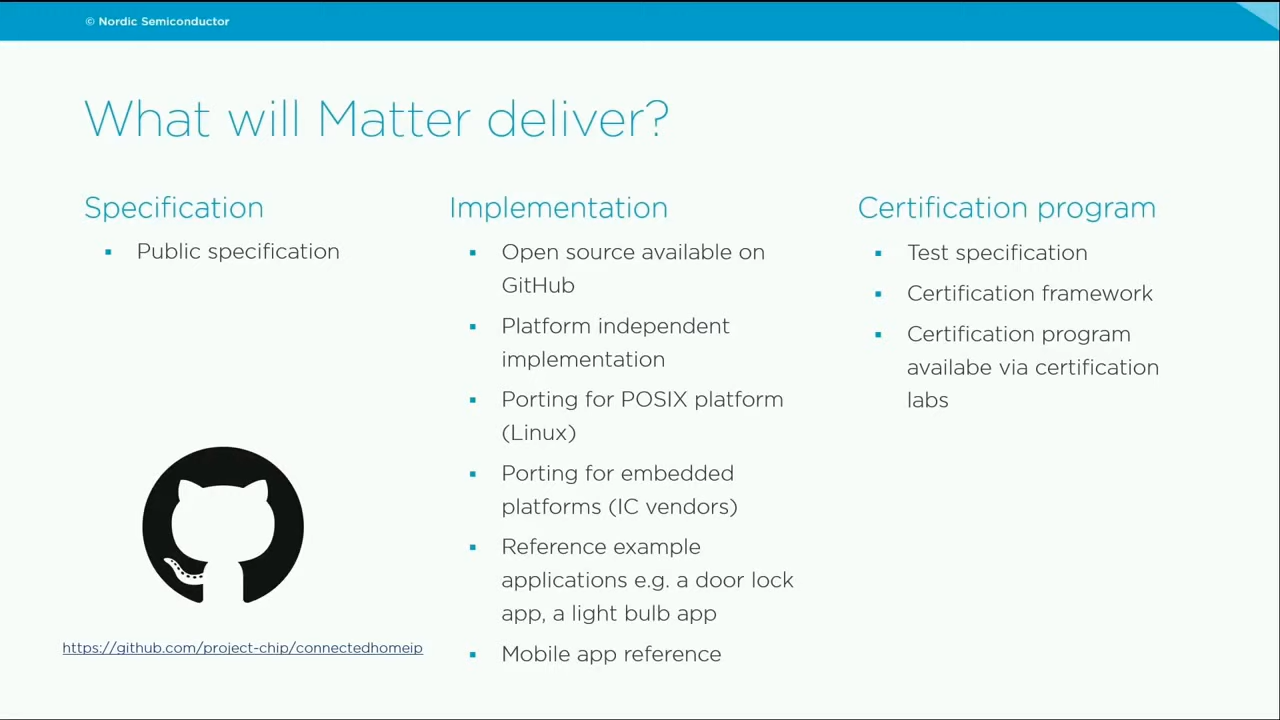 © Nordic Semiconductor
What will Matter deliver?
Specification
▪ Public specification
https://github.com/project-chip/connectedhomeip
Implementation
▪ Open source available on
GitHub
▪ Platform independent
implementation
▪ Porting for POSIX platform
(Linux)
▪ Porting for embedded
platforms (IC vendors)
▪ Reference example
applications e.g. a door lock
app, a light bulb app
▪ Mobile app reference
Certification program
▪ Test specification
▪ Certification framework
▪ Certification program
availabe via certification
labs